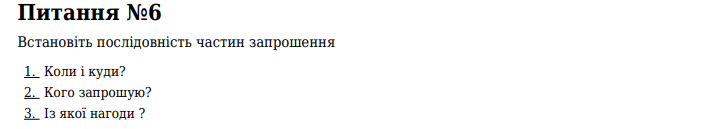 Питання №6
Встановіть послідовність частин запрошення
1. Коли і куди?
2. Кого запрошую?
3. Із якої нагоди ?